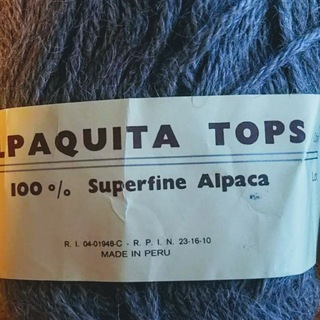 LPAQUITA TOPS
100% Superfine Alpaca
R. I. 04-01948-C - R. P. I. N. 23-16-10
MADE IN PERU